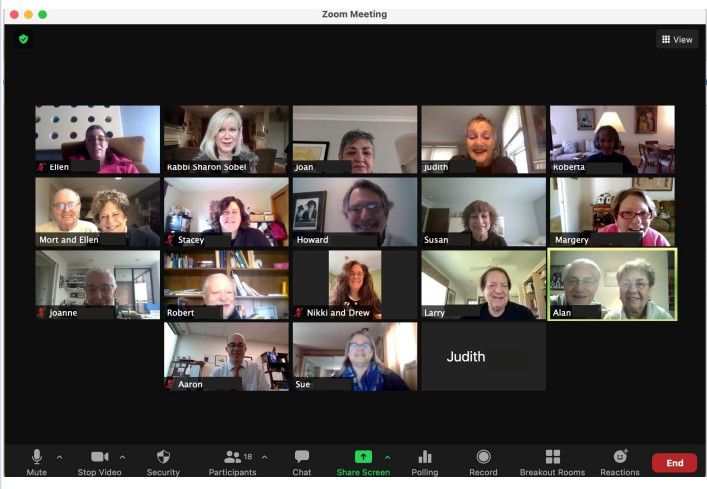 Zoom Meeting
View
Ellen
Rabbi Sharon Sobel
Joan
Judith
Roberta
Mort and Ellen
Stacey
Howard
Susan
Margery
Joanne
Robert
Nikki and Drew
Larry
Alan
Aaron
Sue
Judith
18
Mute
Stop Video
Security
Participants
Chat
Share Screen
Polling
Record
Breakout Rooms
Reactions
End